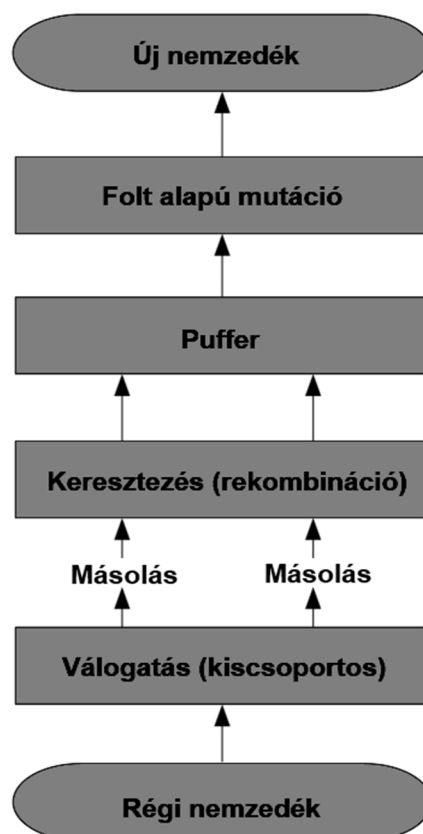 Új nemzedék
Folt alapú mutáció
Puffer
Keresztezés (rekombináció)
Másolás Másolás
Válogatás (kiscsoportos)
Régi nemzedék